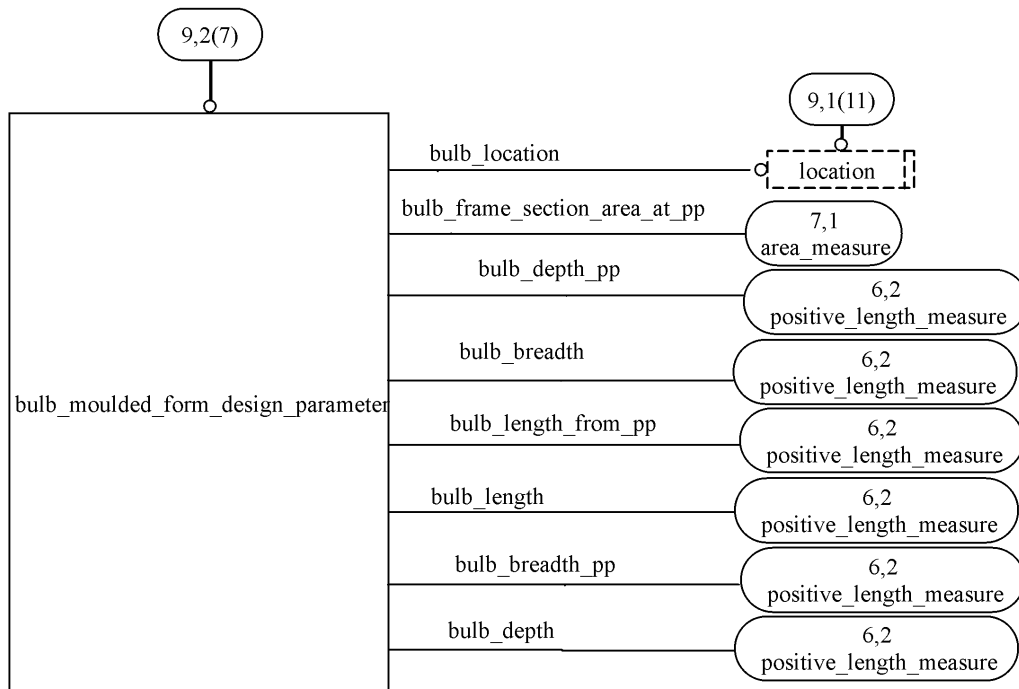 9,2(7)
9,1(11)
bulb_location
location
bulb_frame_section_area_at_pp
7,1
area_measure
bulb_depth_pp
6,2
positive_length_measure
bulb_breadth
6,2
positive_length_measure
bulb_moulded_form_design_parameter
bulb_length_from_pp
6,2
positive_length_measure
bulb_length
6,2
positive_length_measure
bulb_breadth_pp
6,2
positive_length_measure
bulb_depth
6,2
positive_length_measure